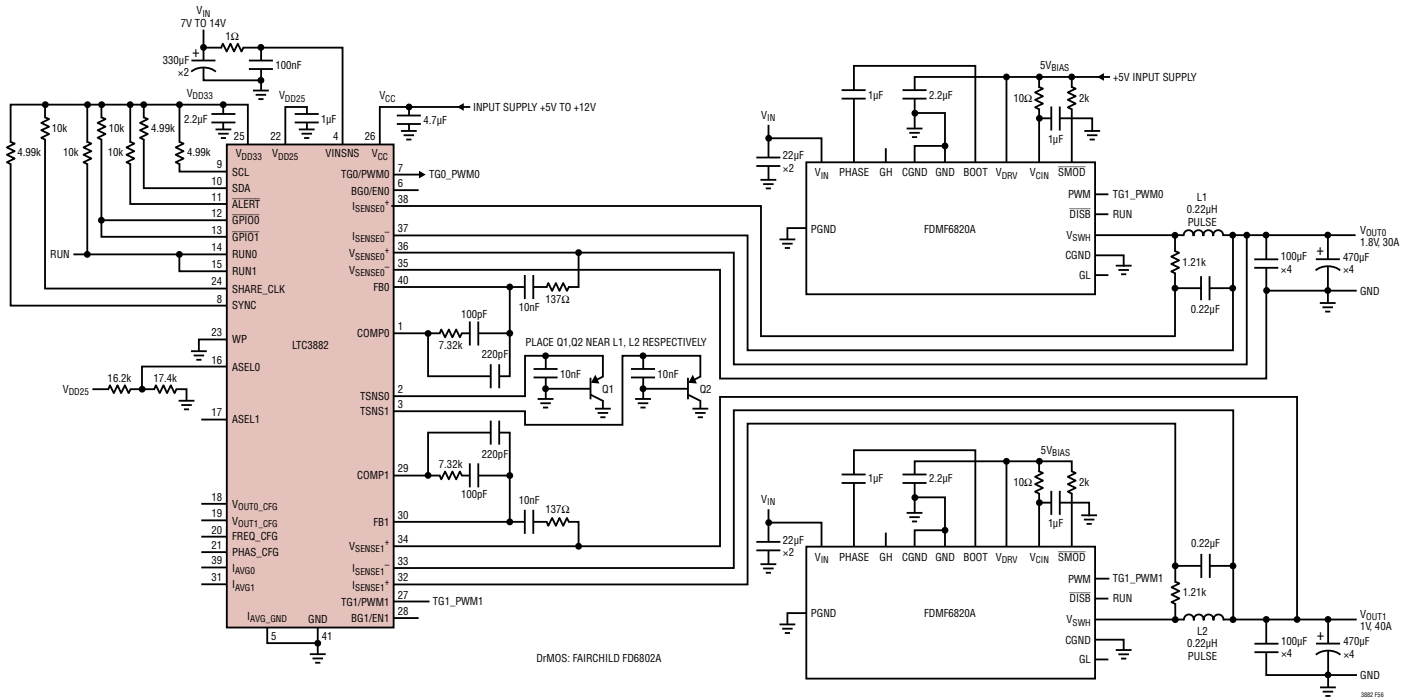 VIN
7V TO 14V
1Ω
330µF
×2
+
100nF
VDD33
2.2µF
VDD25
1µF
VCC
4.7µF
INPUT SUPPLY +5V TO +12V
4.99k
10k
10k
10k
10k
4.99k
4.99k
25
22
4
26
VDD33
VDD25
VINSNS
VCC
9
SCL
10
SDA
11
ALERT
12
GPIO0
13
GPIO1
RUN
14
RUN0
15
RUN1
24
SHARE_CLK
8
SYNC
23
WP
16
ASEL0
VDD25
16.2k
17.4k
17
ASEL1
18
VOUT0_CFG
19
VOUT1_CFG
20
FREQ_CFG
21
PHAS_CFG
39
IAVG0
31
IAVG1
LTC3882
IAVG_GND
GND
5
41
TG0/PWM0
7
TG0_PWM0
BG0/EN0
6
ISENSE0+
38
ISENSE0–
37
VSENSE0+
36
VSENSE0–
35
FB0
40
10nF
137Ω
COMP0
1
100pF
7.32k
220pF
PLACE Q1,Q2 NEAR L1, L2 RESPECTIVELY
10nF
Q1
10nF
Q2
TSNS0
2
TSNS1
3
COMP1
29
220pF
7.32k
100pF
10nF
137Ω
FB1
30
VSENSE1+
34
ISENSE1–
33
ISENSE1+
32
TG1/PWM1
27
TG1_PWM1
BG1/EN1
28
DrMOS: FAIRCHILD FD6802A
VIN
22µF
×2
1µF
2.2µF
5VBIAS
+5V INPUT SUPPLY
10Ω
2k
1µF
VIN
PHASE
GH
CGND
GND
BOOT
VDRV
VCIN
SMOD
PGND
FDMF6820A
PWM
TG1_PWM0
DISB
RUN
VSWH
CGND
GL
L1
0.22µH
PULSE
1.21k
0.22µF
100µF
×4
+
470µF
×4
VOUT0
1.8V, 30A
GND
VIN
22µF
×2
1µF
2.2µF
5VBIAS
10Ω
2k
1µF
VIN
PHASE
GH
CGND
GND
BOOT
VDRV
VCIN
SMOD
PGND
FDMF6820A
PWM
TG1_PWM1
DISB
RUN
VSWH
CGND
GL
0.22µF
1.21k
L2
0.22µH
PULSE
100µF
×4
+
470µF
×4
VOUT1
1V, 40A
GND
3882 F56